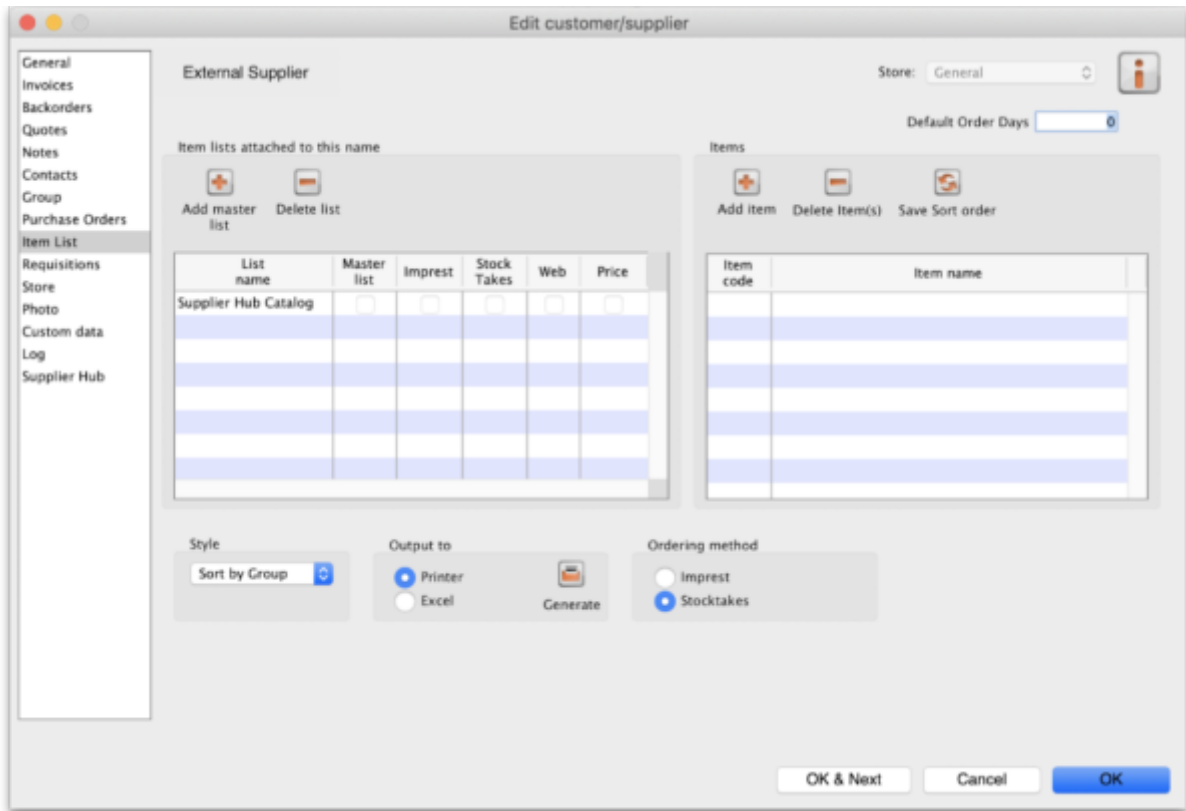 Edit customer/supplier
General
Invoices
Backorders
Quotes
Notes
Contacts
Group
Purchase Orders
Item List
Requisitions
Store
Photo
Custom data
Log
Supplier Hub
External Supplier
Store: General
Default Order Days 0
Item lists attached to this name
Add master
list
Delete list
List
name
Master
list
Imprest
Stock
Takes
Web
Price
Supplier Hub Catalog
Items
Add item
Delete Item(s)
Save Sort order
Item
code
Item name
Style
Sort by Group
Output to
Printer
Excel
Generate
Ordering method
Imprest
Stocktakes
OK & Next
Cancel
OK